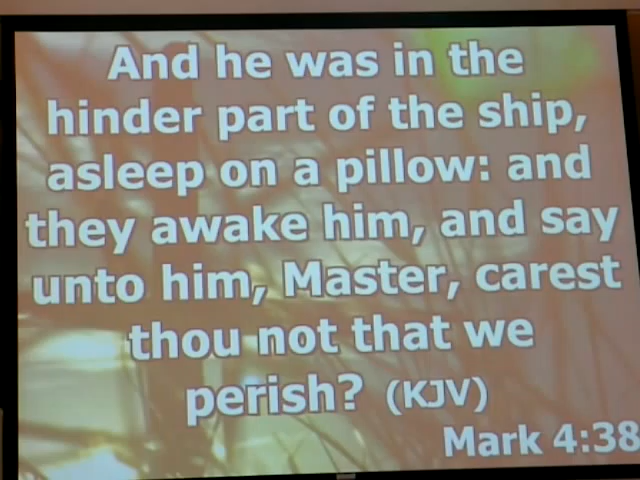 And he was in the
hinder part of the ship,
asleep on a pillow: and
they awake him, and say
unto him, Master, carest
thou not that we
perish? (KJV)
Mark 4:38